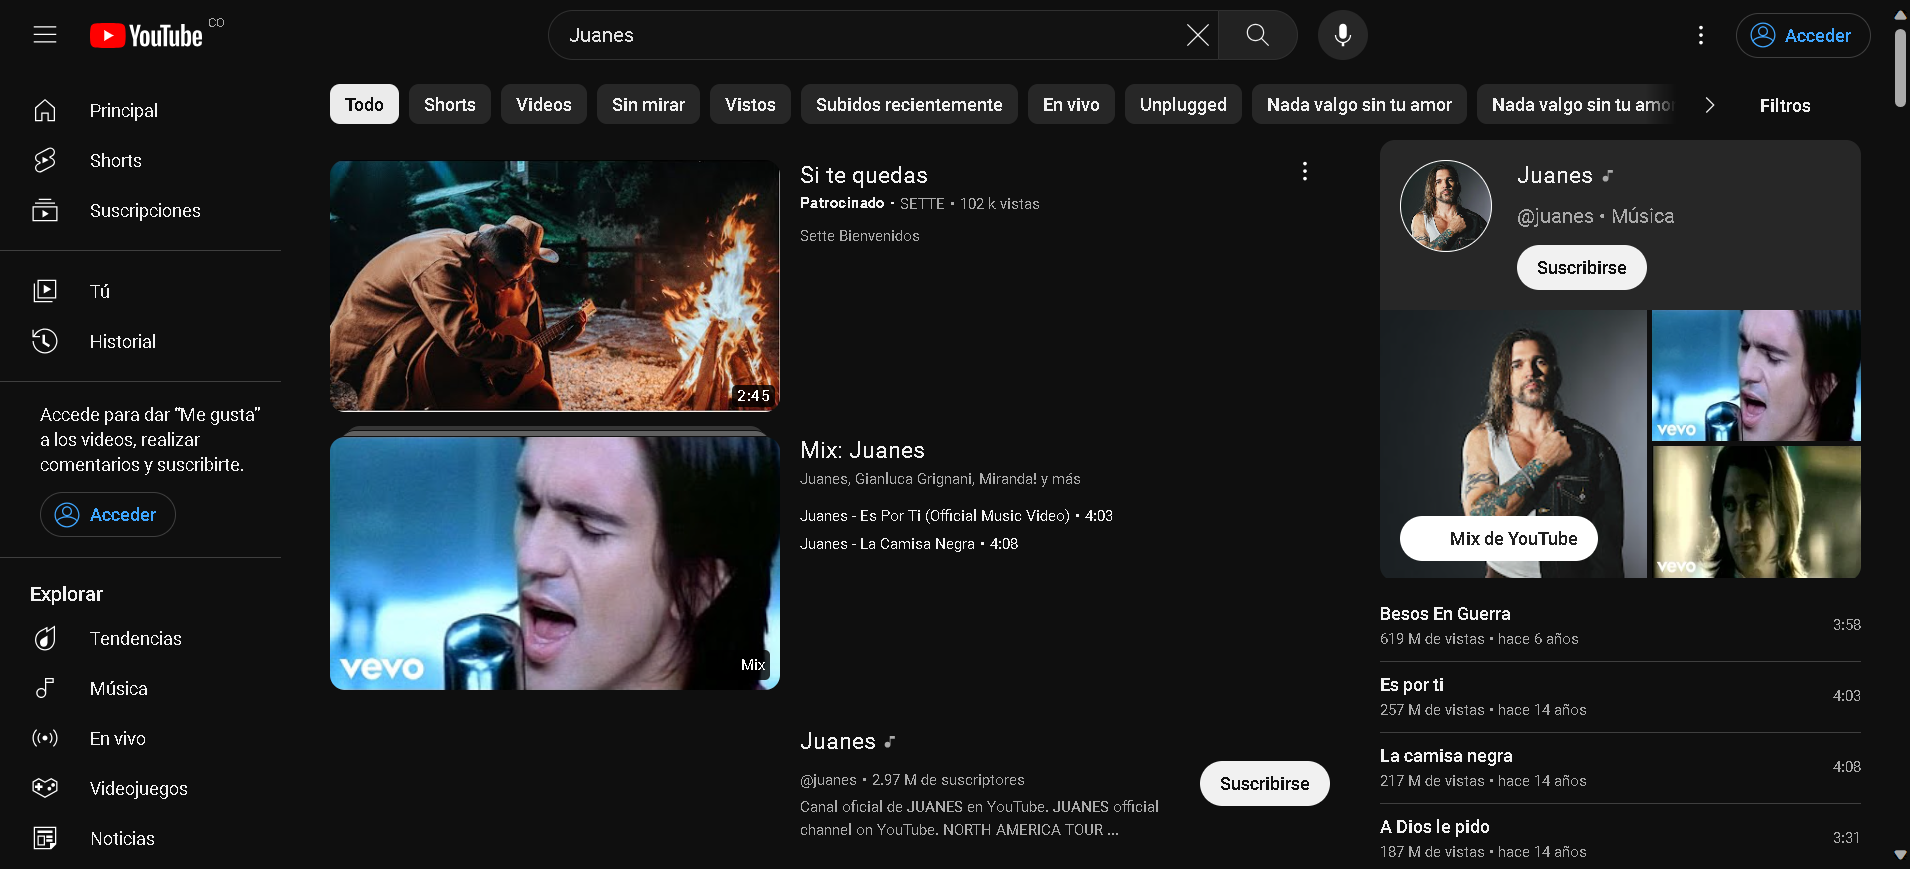 YouTube CO
Juanes
Acceder
Principal
Shorts
Suscripciones
Tú
Historial
Accede para dar “Me gusta”
a los videos, realizar
comentarios y suscribirte.
Acceder
Explorar
Tendencias
Música
En vivo
Videojuegos
Noticias
Todo
Shorts
Videos
Sin mirar
Vistos
Subidos recientemente
En vivo
Unplugged
Nada valgo sin tu amor
Nada valgo sin tu amor
Filtros
2:45
Si te quedas
Patrocinado • SETTE • 102 k vistas
Sette Bienvenidos
vevo
Mix
Mix: Juanes
Juanes, Gianluca Grignani, Miranda! y más
Juanes - Es Por Ti (Official Music Video) • 4:03
Juanes - La Camisa Negra • 4:08
Juanes
@juanes • 2.97 M de suscriptores
Canal oficial de JUANES en YouTube. JUANES official
channel on YouTube. NORTH AMERICA TOUR ...
Suscribirse
Juanes
@juanes • Música
Suscribirse
vevo
vevo
Mix de YouTube
Besos En Guerra
619 M de vistas • hace 6 años
3:58
Es por ti
257 M de vistas • hace 14 años
4:03
La camisa negra
217 M de vistas • hace 14 años
4:08
A Dios le pido
187 M de vistas • hace 14 años
3:31